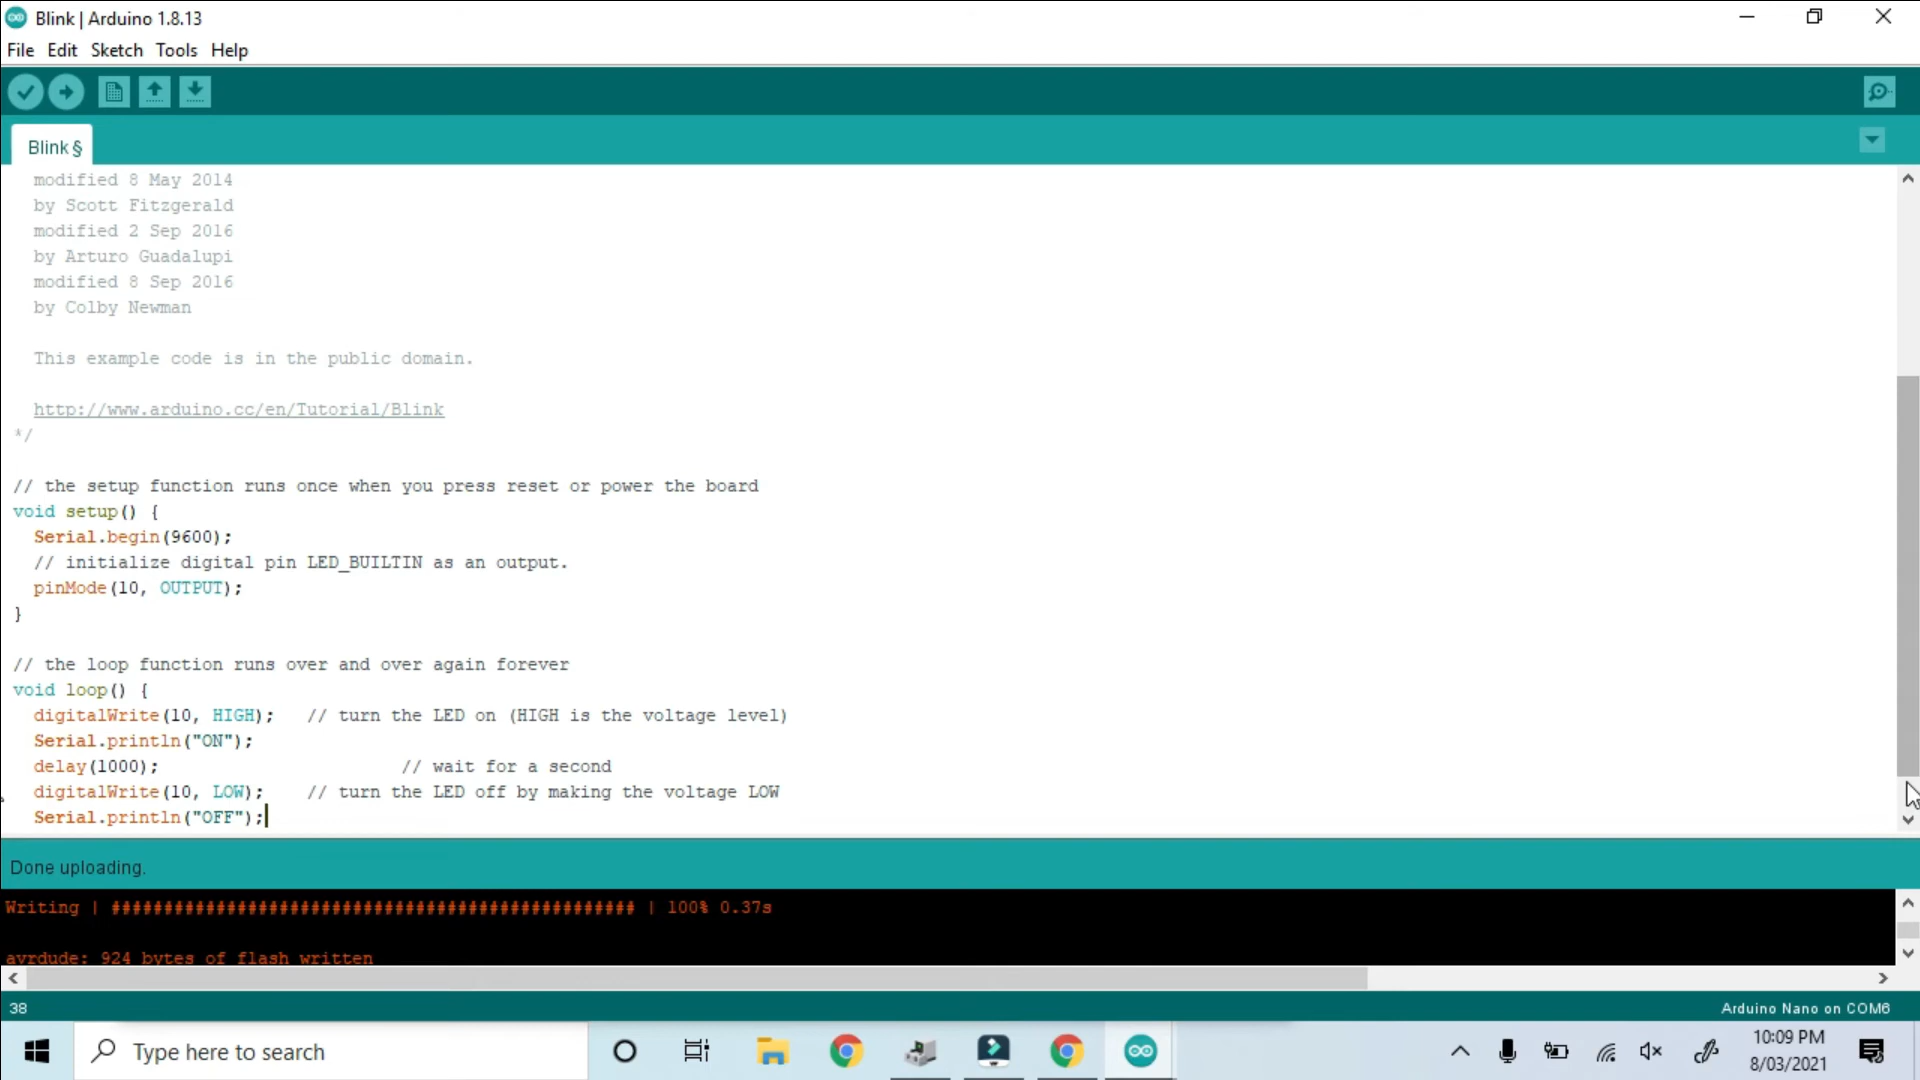 Blink | Arduino 1.8.13
File Edit Sketch Tools Help
Blink §
modified 8 May 2014
by Scott Fitzgerald
modified 2 Sep 2016
by Arturo Guadalupi
modified 8 Sep 2016
by Colby Newman
This example code is in the public domain.
http://www.arduino.cc/en/Tutorial/Blink
*/
// the setup function runs once when you press reset or power the board
void setup() {
Serial.begin(9600);
// initialize digital pin LED_BUILTIN as an output.
pinMode(10, OUTPUT);
}
// the loop function runs over and over again forever
void loop() {
digitalWrite(10, HIGH);   // turn the LED on (HIGH is the voltage level)
Serial.println("ON");
delay(1000);                       // wait for a second
digitalWrite(10, LOW);    // turn the LED off by making the voltage LOW
Serial.println("OFF");
Done uploading.
Writing | ################################################## | 100% 0.37s
avrdude: 924 bytes of flash written
38
Arduino Nano on COM6
Type here to search
10:09 PM
8/03/2021